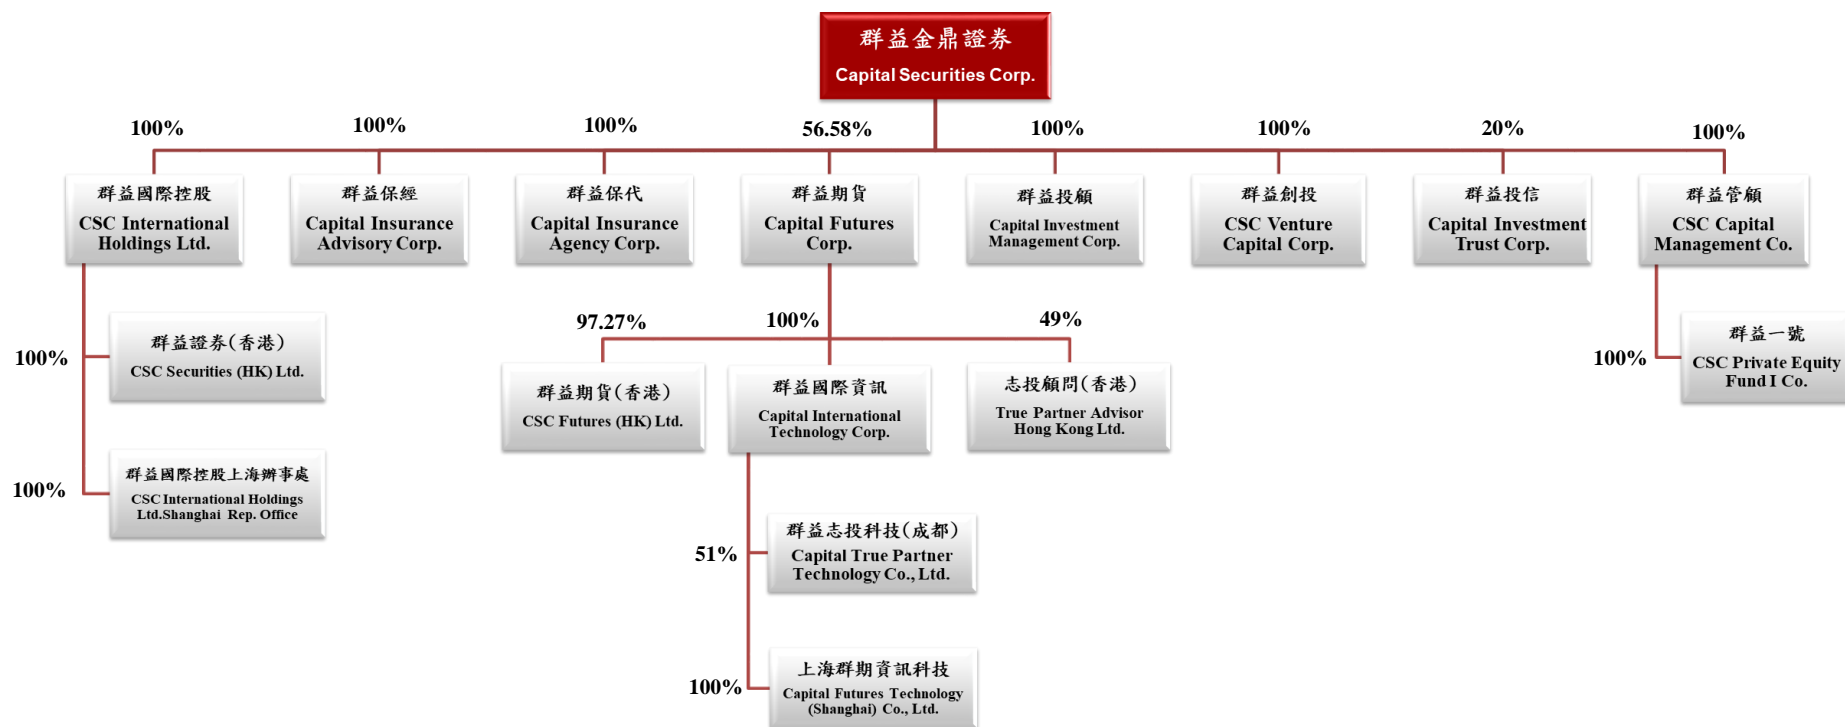 群益金鼎證券
Capital Securities Corp.
100%
100%
100%
56.58%
100%
100%
20%
100%
群益國際控股
CSC International
Holdings Ltd.
群益保經
Capital Insurance
Advisory Corp.
群益保代
Capital Insurance
Agency Corp.
群益期貨
Capital Futures
Corp.
群益投顧
Capital Investment
Management Corp.
群益創投
CSC Venture
Capital Corp.
群益投信
Capital Investment
Trust Corp.
群益管顧
CSC Capital
Management Co.
100%
群益證券(香港)
CSC Securities (HK) Ltd.
100%
群益國際控股上海辦事處
CSC International Holdings
Ltd.Shanghai Rep. Office
97.27%
100%
49%
群益期貨(香港)
CSC Futures (HK) Ltd.
群益國際資訊
Capital International
Technology Corp.
志投顧問(香港)
True Partner Advisor
Hong Kong Ltd.
51%
群益志投科技(成都)
Capital True Partner
Technology Co., Ltd.
100%
上海群期資訊科技
Capital Futures Technology
(Shanghai) Co., Ltd.
100%
群益一號
CSC Private Equity
Fund I Co.